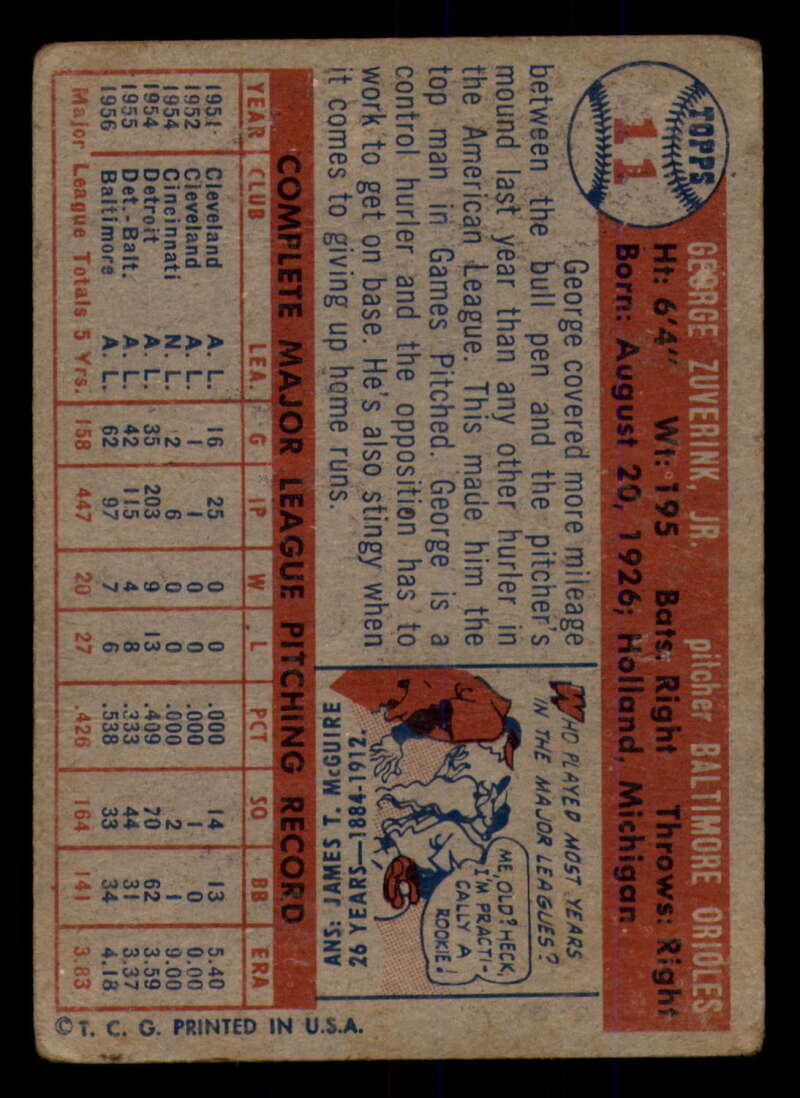 TOPPS
11
GEORGE ZUVERINK, JR. pitcher BALTIMORE ORIOLES
Ht: 6'4" Wt: 195 Bats: Right Throws: Right
Born: August 20, 1926; Holland, Michigan
George covered more mileage
between the bull pen and the pitcher's
mound last year than any other hurler in
the American League. This made him the
top man in Games Pitched. George is a
control hurler and the opposition has to
work to get on base. He's also stingy when
it comes to giving up home runs.
WHO PLAYED MOST YEARS
IN THE MAJOR LEAGUES?
ME, OLD? HECK,
I'M PRACTI-
CALLY A
ROOKIE!
ANS: JAMES T. McGUIRE
26 YEARS—1884-1912.
COMPLETE MAJOR LEAGUE PITCHING RECORD
YEAR CLUB LEA. G IP W L PCT SO BB ERA
1951 Cleveland A. L. 16 25 0 0 .000 14 13 5.40
1952 Cleveland A. L. 1 1 0 0 .000 1 0 0.00
1954 Cincinnati N. L. 2 6 0 0 .000 2 1 9.00
1954 Detroit A. L. 35 203 9 13 .409 70 62 3.59
1955 Det.-Balt. A. L. 42 115 4 8 .333 44 31 3.37
1956 Baltimore A. L. 62 97 7 6 .538 33 34 4.18
Major League Totals 5 Yrs. 158 447 20 27 .426 164 141 3.83
© T. C. G. PRINTED IN U.S.A.